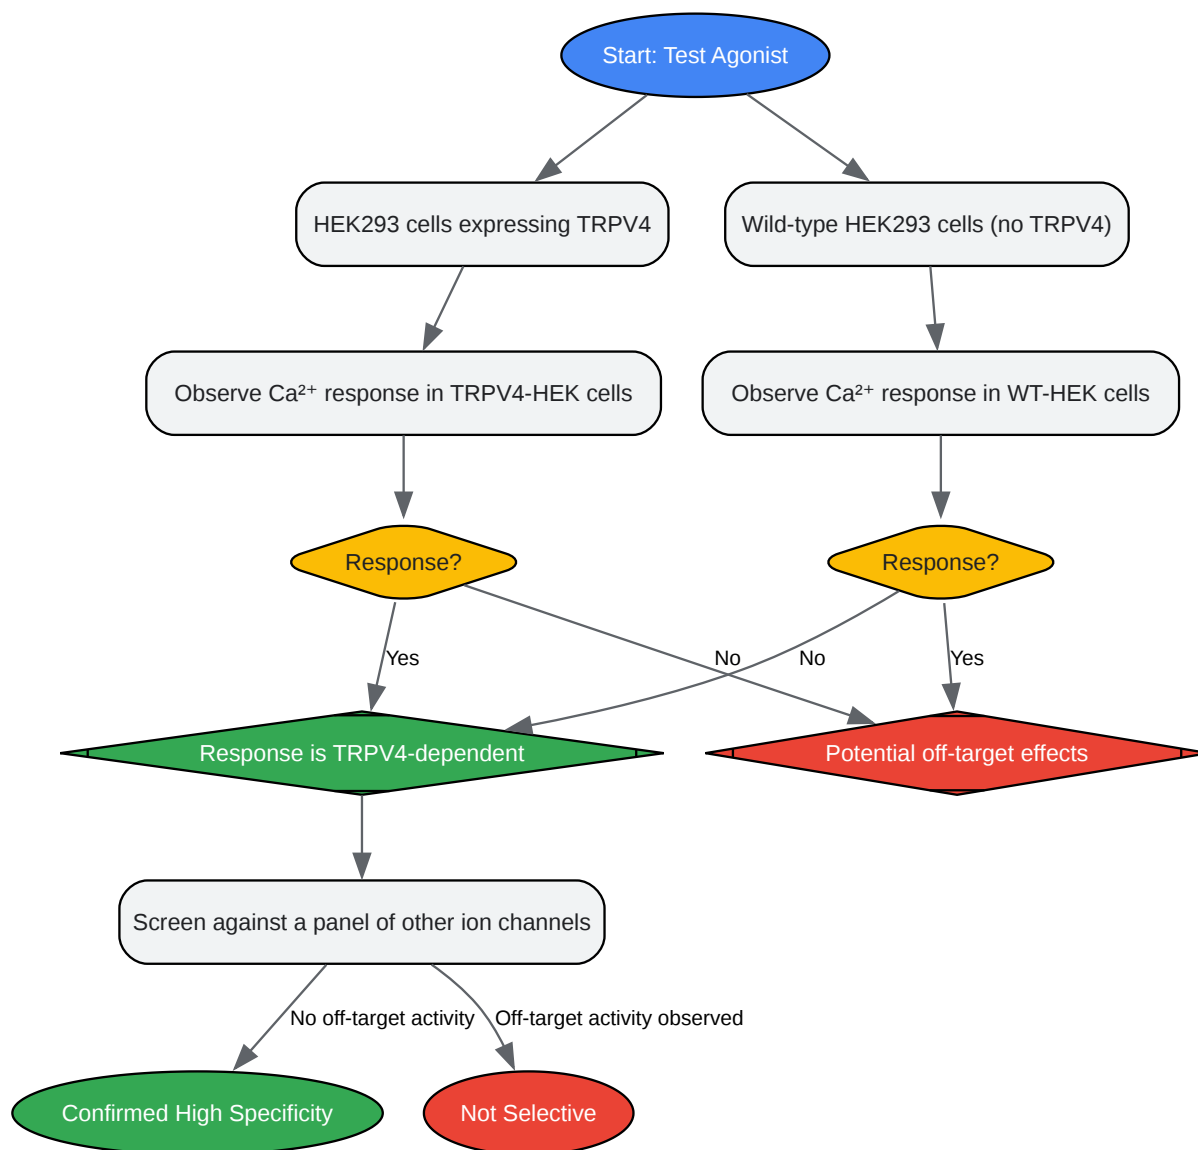 Start: Test Agonist
HEK293 cells expressing TRPV4
Wild-type HEK293 cells (no TRPV4)
Observe Ca²⁺ response in TRPV4-HEK cells
Observe Ca²⁺ response in WT-HEK cells
Response?
Response?
Yes
No
No
Yes
Response is TRPV4-dependent
Potential off-target effects
Screen against a panel of other ion channels
No off-target activity
Off-target activity observed
Confirmed High Specificity
Not Selective